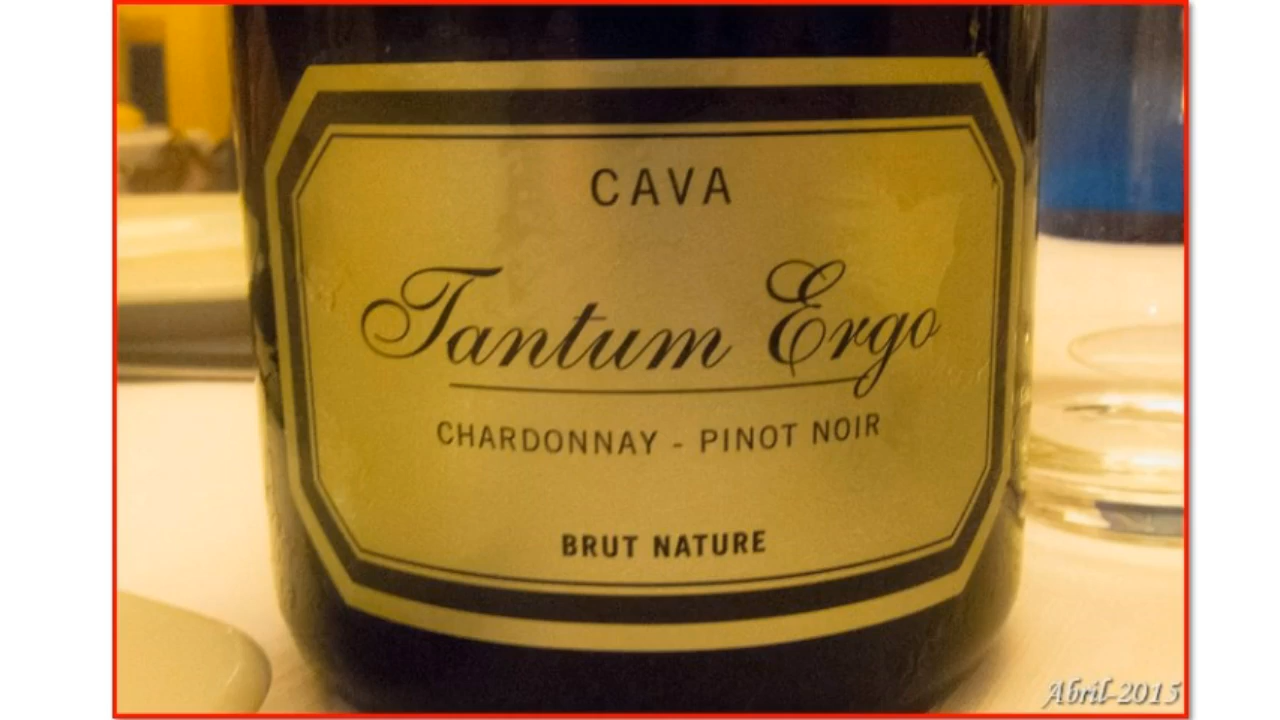 CAVA
Tantum Ergo
CHARDONNAY - PINOT NOIR
BRUT NATURE
Abril-2015